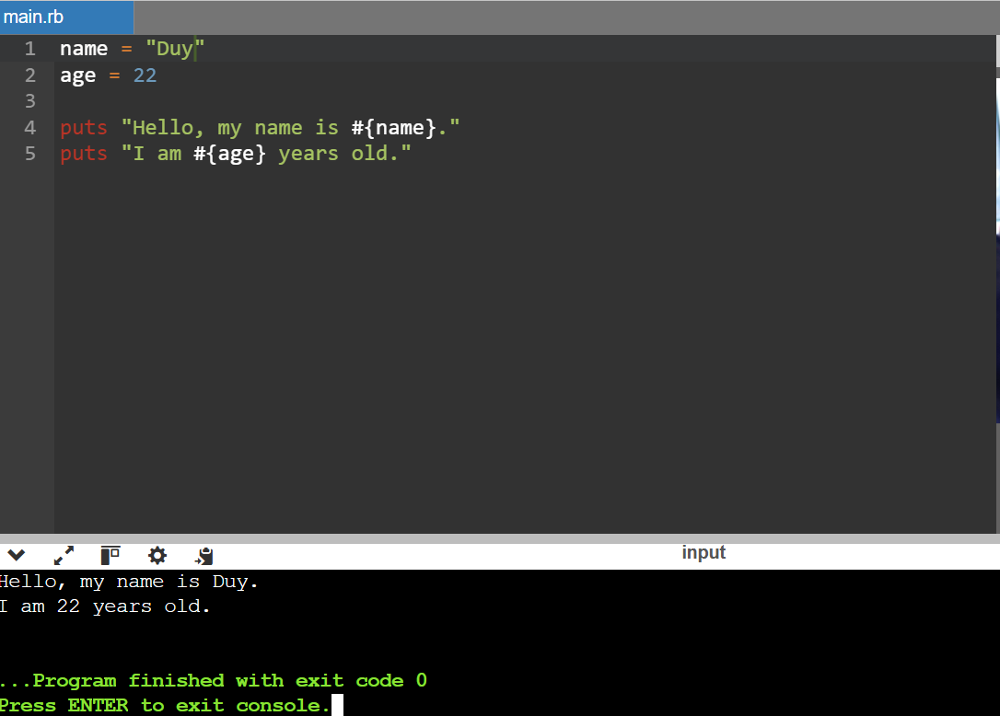 main.rb
1 name = "Duy"
2 age = 22
3
4 puts "Hello, my name is #{name}."
5 puts "I am #{age} years old."
input
Hello, my name is Duy.
I am 22 years old.
...Program finished with exit code 0
Press ENTER to exit console.